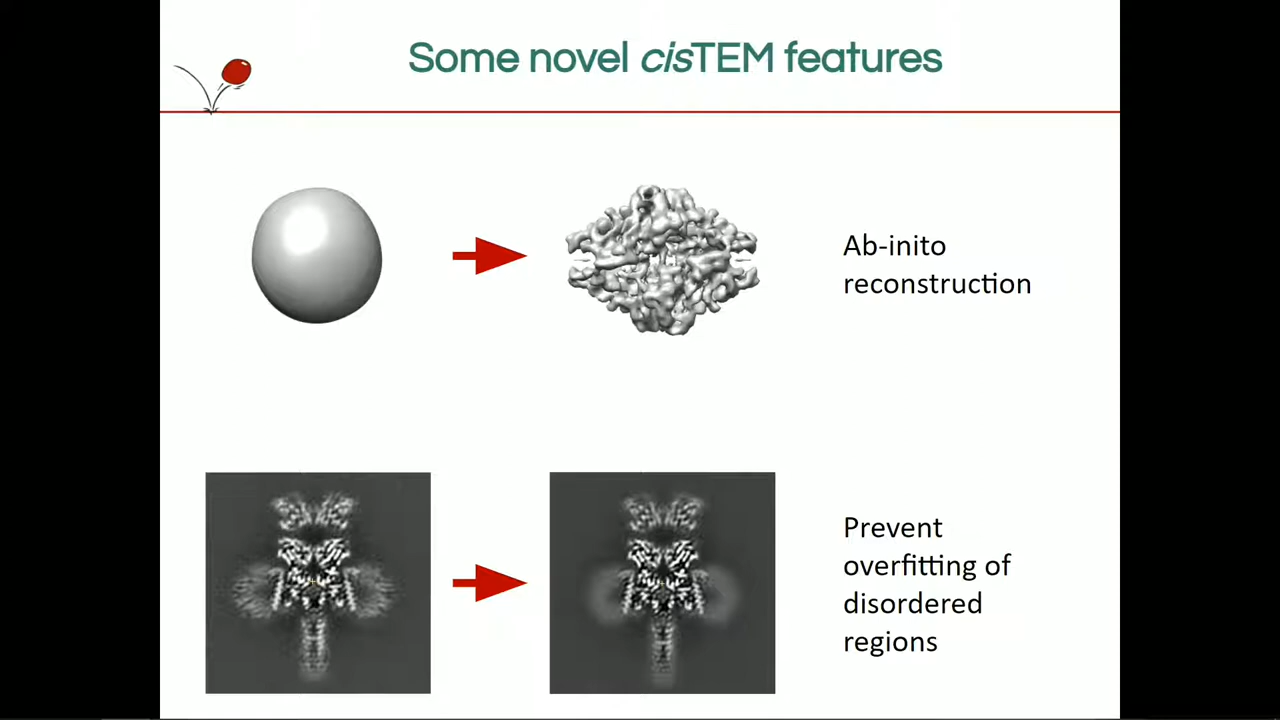 Some novel cisTEM features
Ab-inito
reconstruction
Prevent
overfitting of
disordered
regions